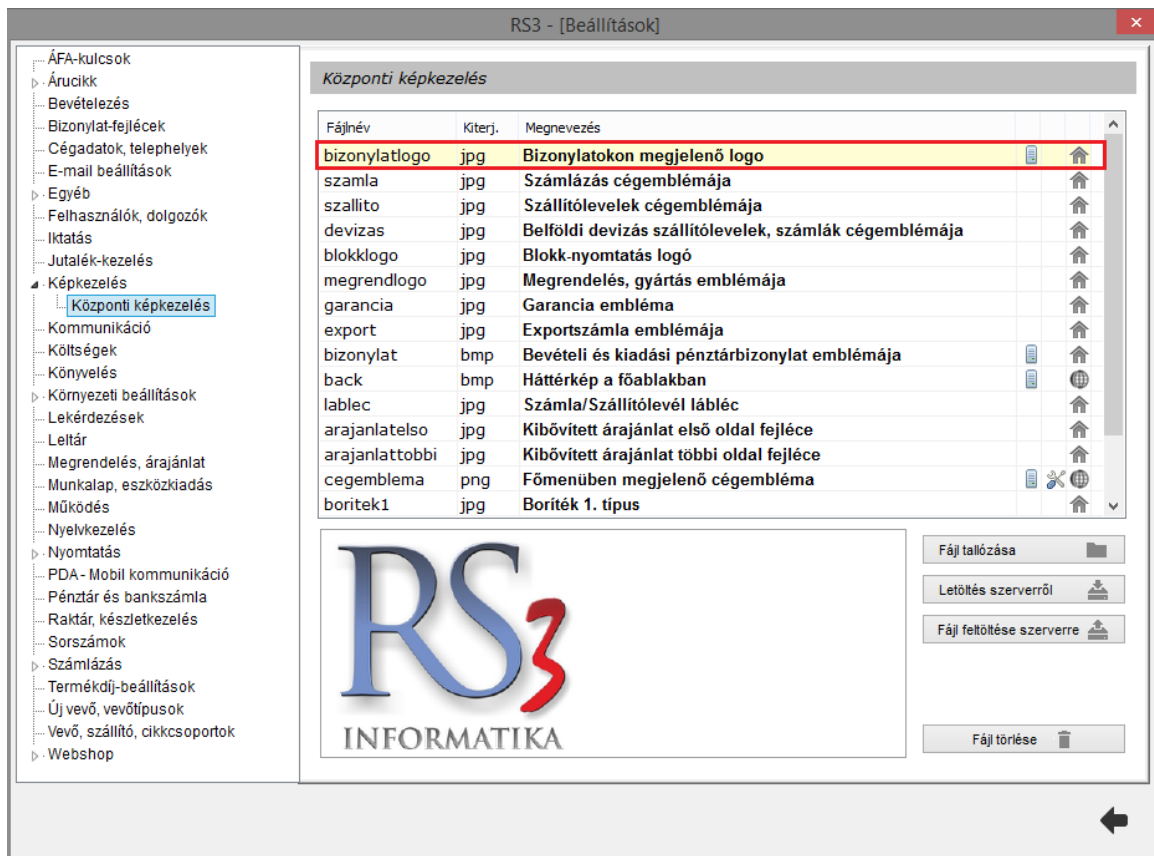 RS3 - [Beállítások]
ÁFA-kulcsok
Árucikk
Bevételezés
Bizonylat-fejlécek
Cégadatok, telephelyek
E-mail beállítások
Egyéb
Felhasználók, dolgozók
Iktatás
Jutalék-kezelés
Képkezelés
Központi képkezelés
Kommunikáció
Költségek
Könyvelés
Környezeti beállítások
Lekérdezések
Leltár
Megrendelés, árajánlat
Munkalap, eszközkiadás
Működés
Nyelvkezelés
Nyomtatás
PDA - Mobil kommunikáció
Pénztár és bankszámla
Raktár, készletkezelés
Sorszámok
Számlázás
Termékdíj-beállítások
Új vevő, vevőtípusok
Vevő, szállító, cikkcsoportok
Webshop
Központi képkezelés
Fájlnév Kiterj. Megnevezés
bizonylatlogo jpg Bizonylatokon megjelenő logo
szamla jpg Számlázás cégemblémája
szallito jpg Szállítólevelek cégemblémája
devizas jpg Belföldi devizás szállítólevelek, számlák cégemblémája
blokklogo jpg Blokk-nyomtatás logó
megrendlogo jpg Megrendelés, gyártás emblémája
garancia jpg Garancia embléma
export jpg Exportszámla emblémája
bizonylat bmp Bevételi és kiadási pénztárbizonylat emblémája
back bmp Háttérkép a főablakban
lablec jpg Számla/Szállítólevél lábléc
arajanlatelso jpg Kibővített árajánlat első oldal fejléce
arajanlattobbi jpg Kibővített árajánlat többi oldal fejléce
cegemblema png Főmenüben megjelenő cégembléma
boritek1 jpg Boríték 1. típus
RS3
INFORMATIKA
Fájl tallózása
Letöltés szerverről
Fájl feltöltése szerverre
Fájl törlése